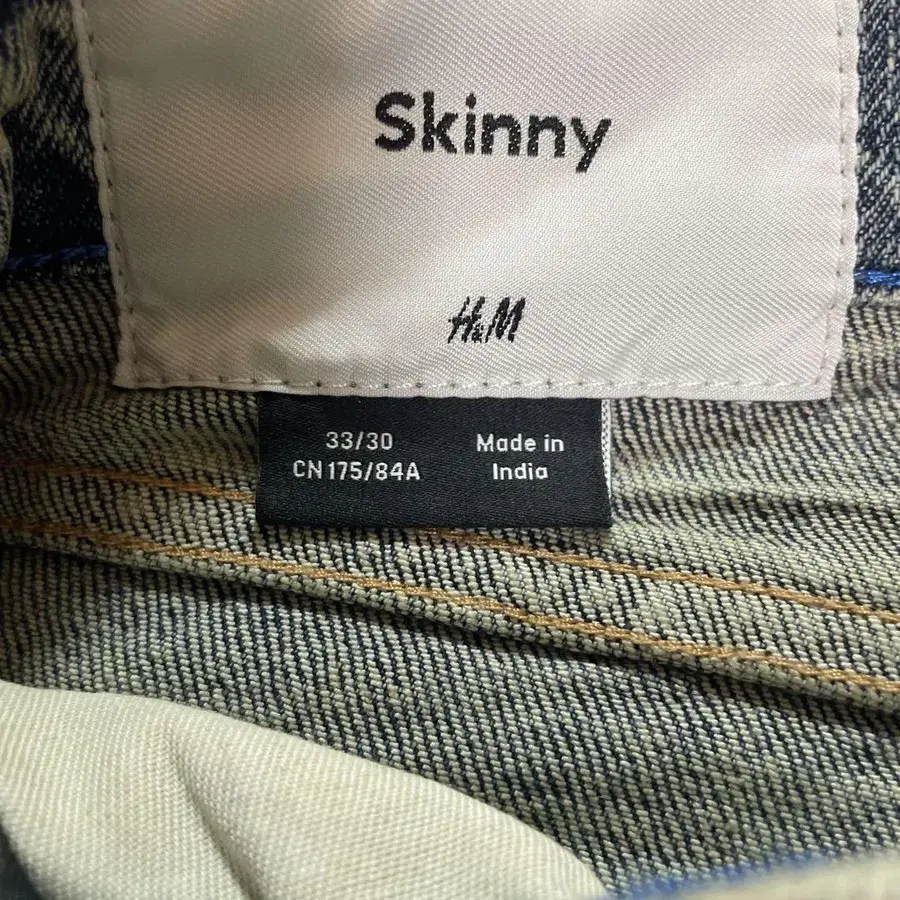 Skinny
H&M
33/30
CN 175/84A
Made in
India